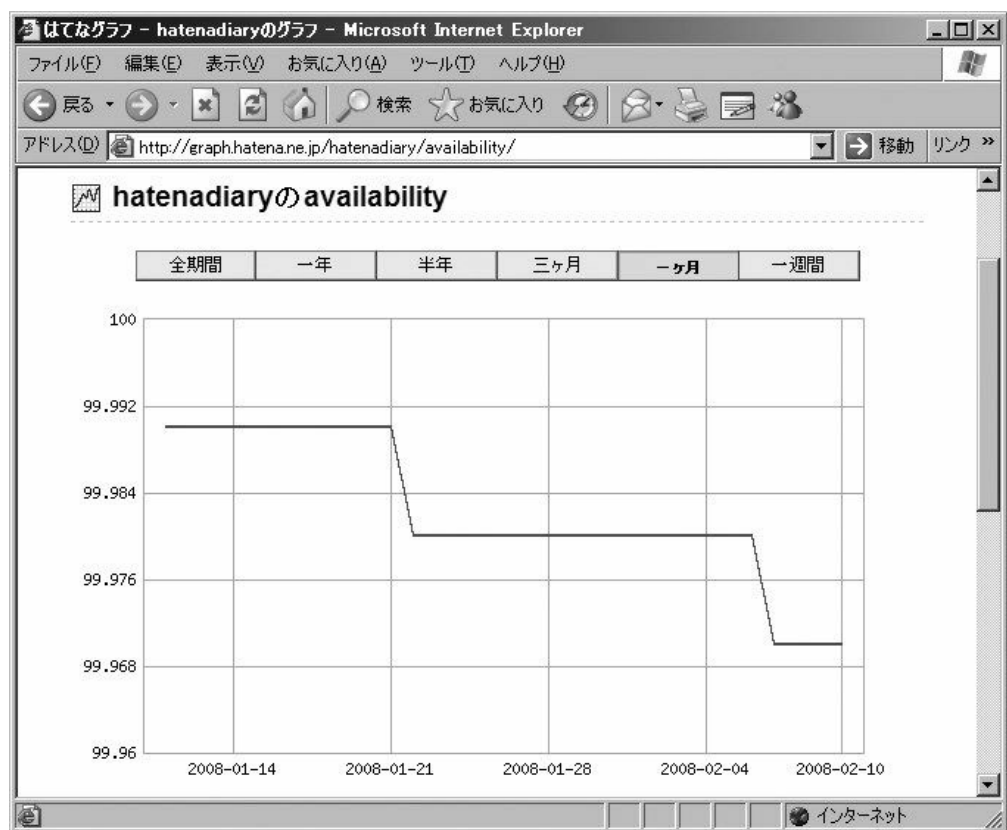 はてなグラフ - hatenadiaryのグラフ - Microsoft Internet Explorer
ファイル(F) 編集(E) 表示(V) お気に入り(A) ツール(T) ヘルプ(H)
戻る 検索 お気に入り
アドレス(D) http://graph.hatena.ne.jp/hatenadiary/availability/ 移動 リンク »
hatenadiaryのavailability
全期間 一年 半年 三ヶ月 一ヶ月 一週間
100
99.992
99.984
99.976
99.968
99.96
2008-01-14 2008-01-21 2008-01-28 2008-02-04 2008-02-10
インターネット